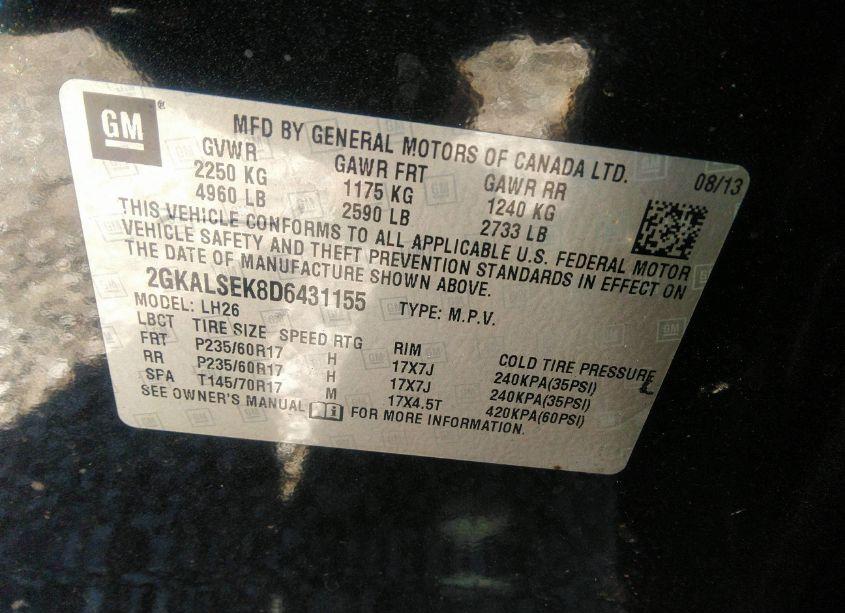 GM ®
MFD BY GENERAL MOTORS OF CANADA LTD.
08/13
GVWR GAWR FRT GAWR RR
2250 KG 1175 KG 1240 KG
4960 LB 2590 LB 2733 LB
THIS VEHICLE CONFORMS TO ALL APPLICABLE U.S. FEDERAL MOTOR
VEHICLE SAFETY AND THEFT PREVENTION STANDARDS IN EFFECT ON
THE DATE OF MANUFACTURE SHOWN ABOVE.
2GKALSEK8D6431155 TYPE: M.P.V.
MODEL: LH26
LBCT TIRE SIZE SPEED RTG RIM COLD TIRE PRESSURE
FRT P235/60R17 H 17X7J 240KPA(35PSI)
RR P235/60R17 H 17X7J 240KPA(35PSI)
SPA T145/70R17 M 17X4.5T 420KPA(60PSI)
SEE OWNER'S MANUAL FOR MORE INFORMATION.